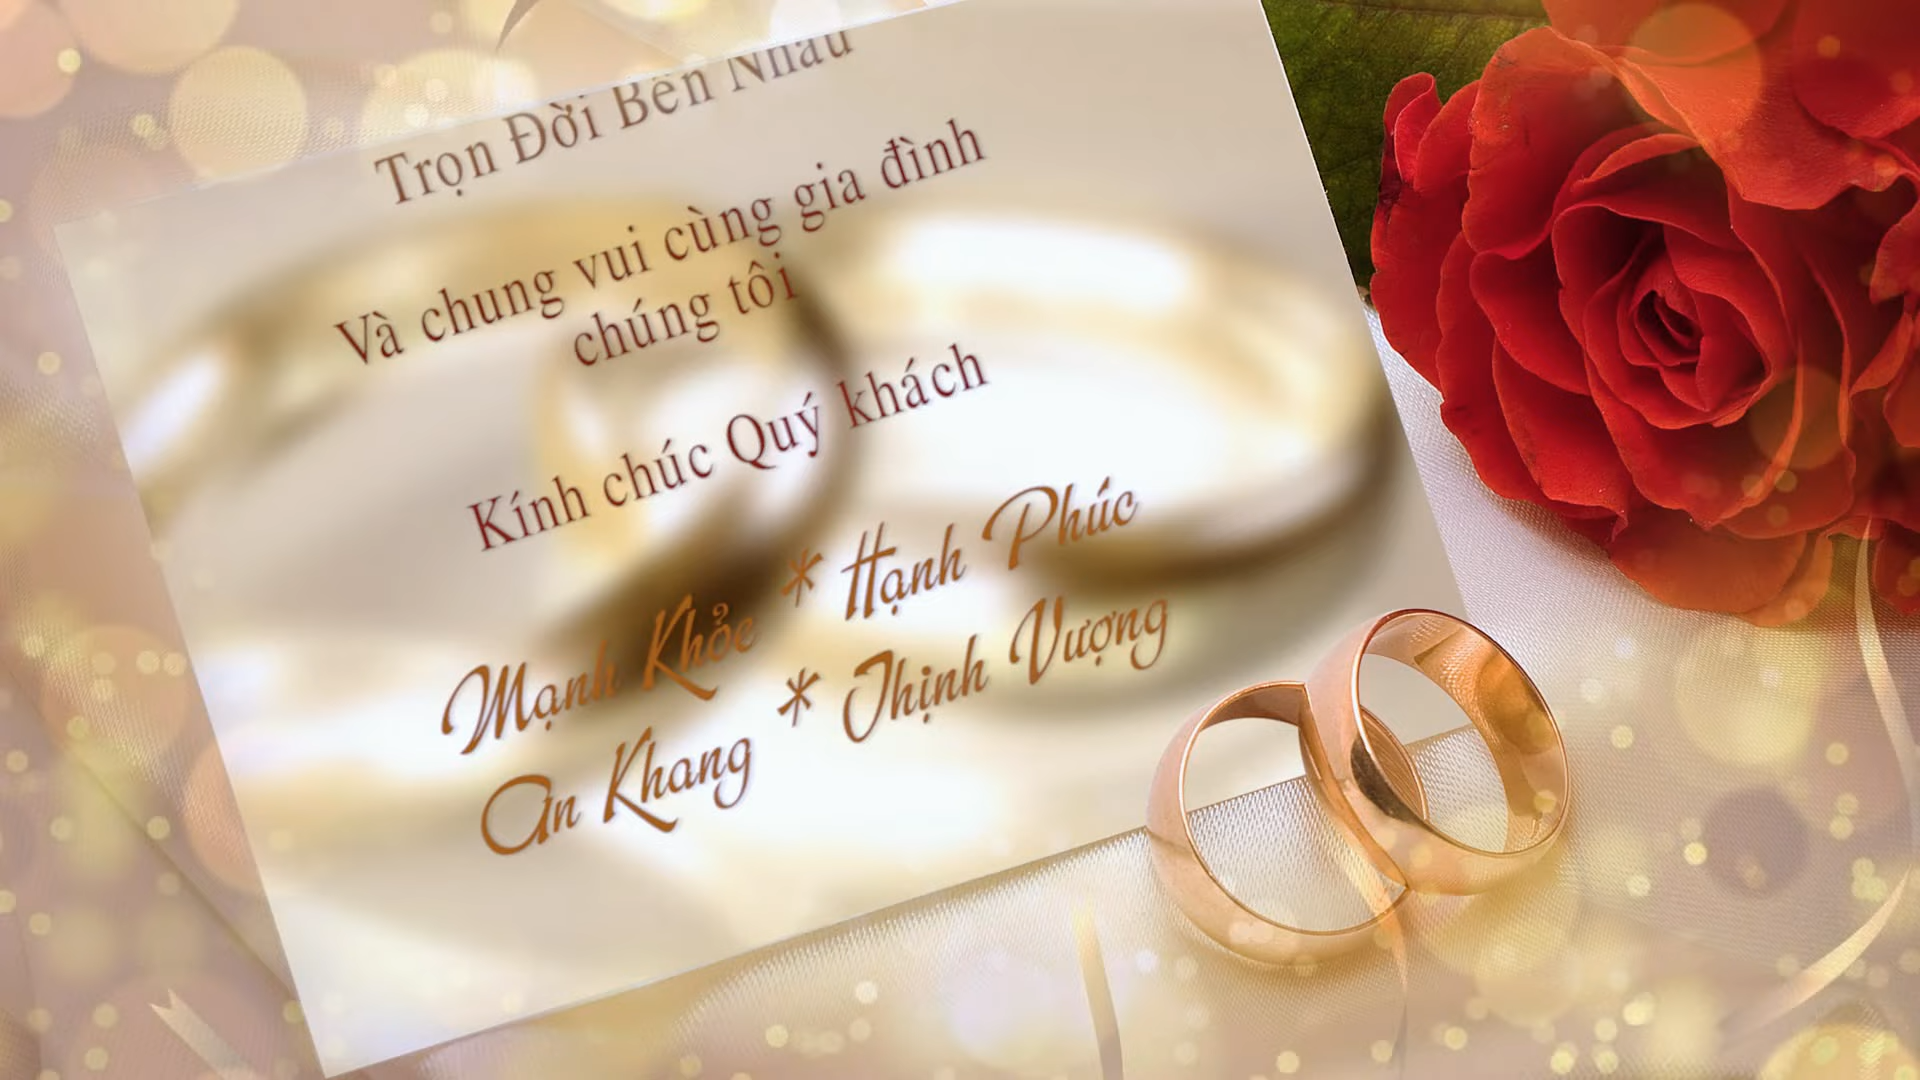 Trọn Đời Bên Nhau
Và chung vui cùng gia đình
chúng tôi
Kính chúc Quý khách
Mạnh Khỏe * Hạnh Phúc
An Khang * Thịnh Vượng